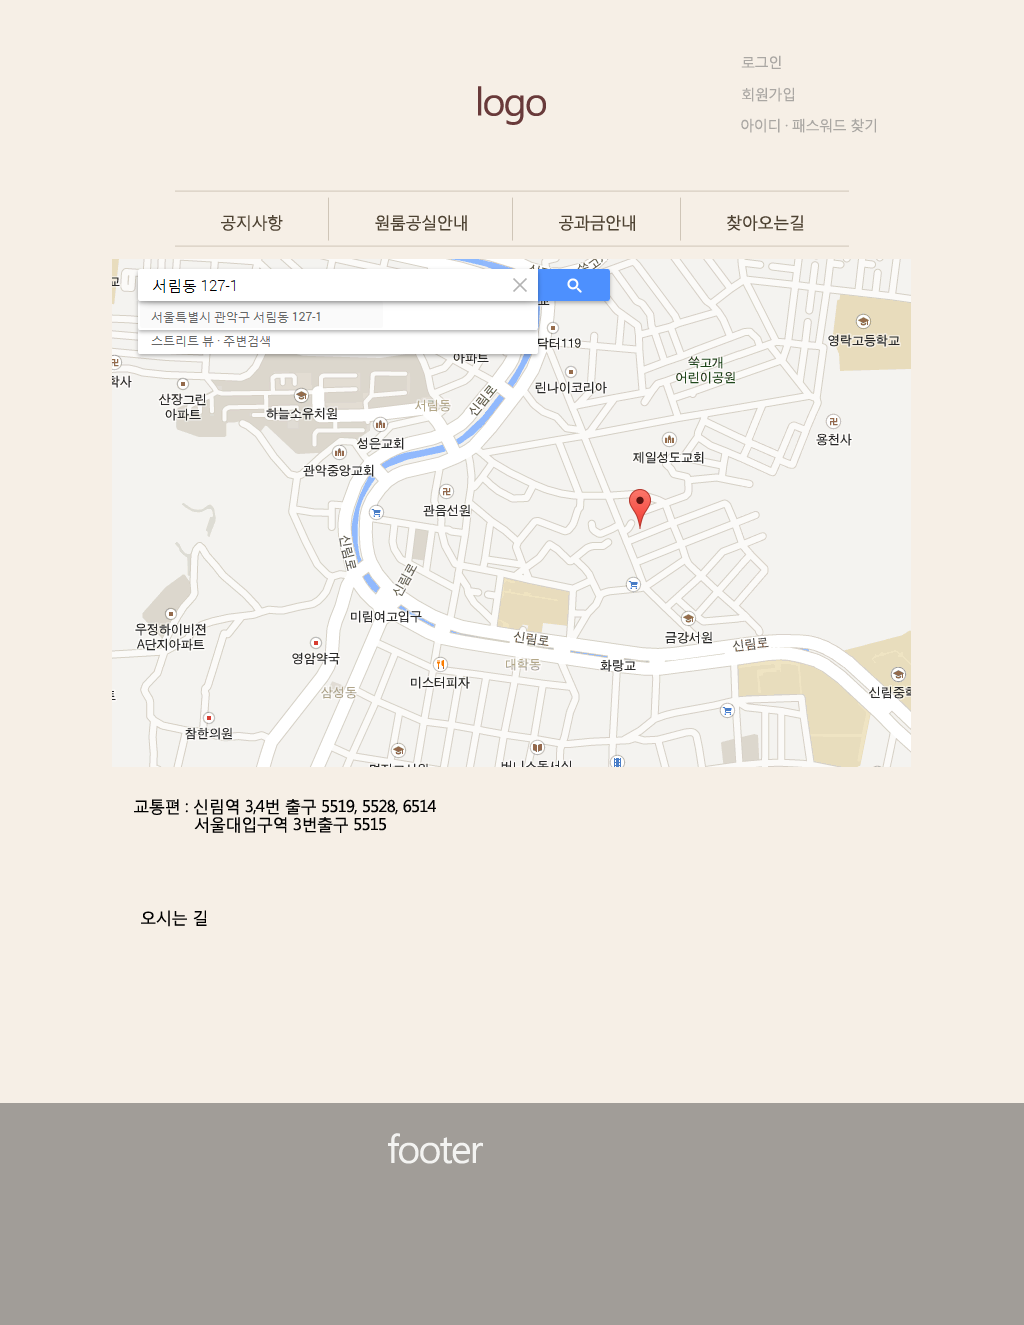 로그인
logo
회원가입
아이디 · 패스워드 찾기
공지사항
원룸공실안내
공과금안내
찾아오는길
서림동 127-1
서울특별시 관악구 서림동 127-1
스트리트 뷰 · 주변검색
쑥고개
닥터119
영락고등학교
아파트
쑥고개
어린이공원
학사
린나이코리아
산장그린
아파트
하늘소유치원
서림동
신림로
성은교회
용천사
관악중앙교회
제일성도교회
관음선원
신림로
신림로
미림여고입구
우정하이비젼
A단지아파트
신림로
금강서원
신림로
영암약국
대학동
화랑교
미스터피자
삼성동
신림중학
참한의원
교통편 : 신림역 3,4번 출구 5519, 5528, 6514
서울대입구역 3번출구 5515
오시는 길
footer